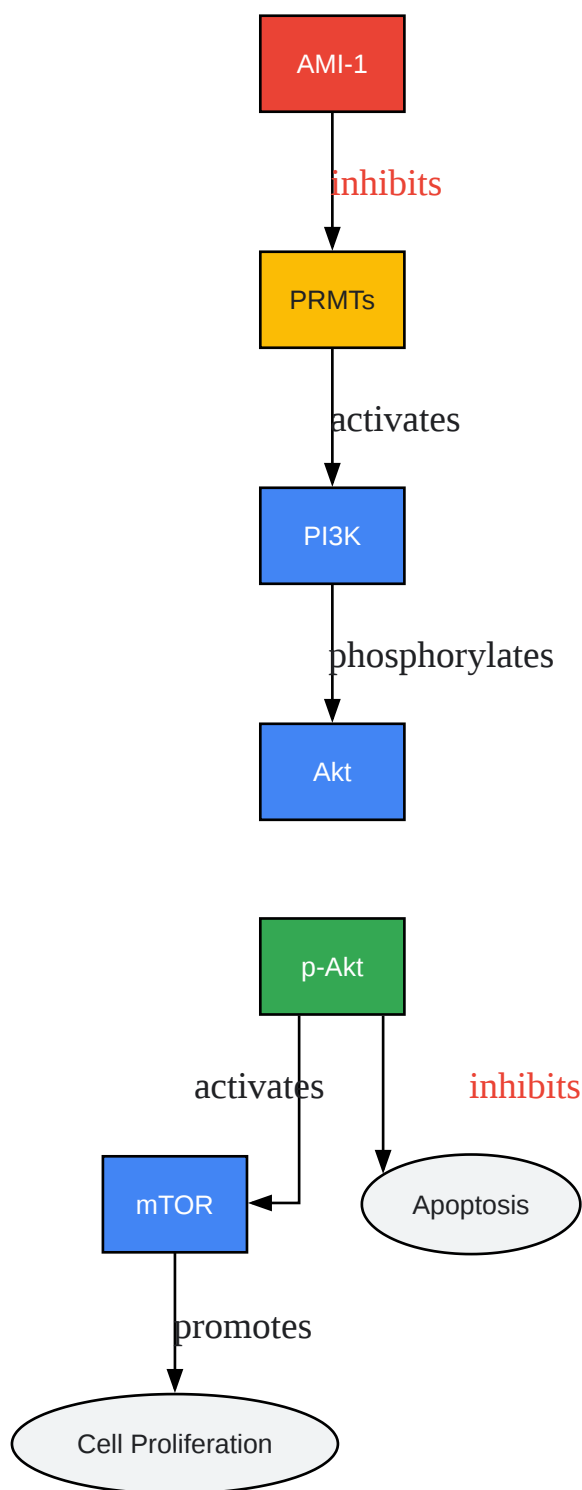 AMI-1
inhibits
PRMTs
activates
PI3K
phosphorylates
Akt
p-Akt
activates
inhibits
mTOR
Apoptosis
promotes
Cell Proliferation